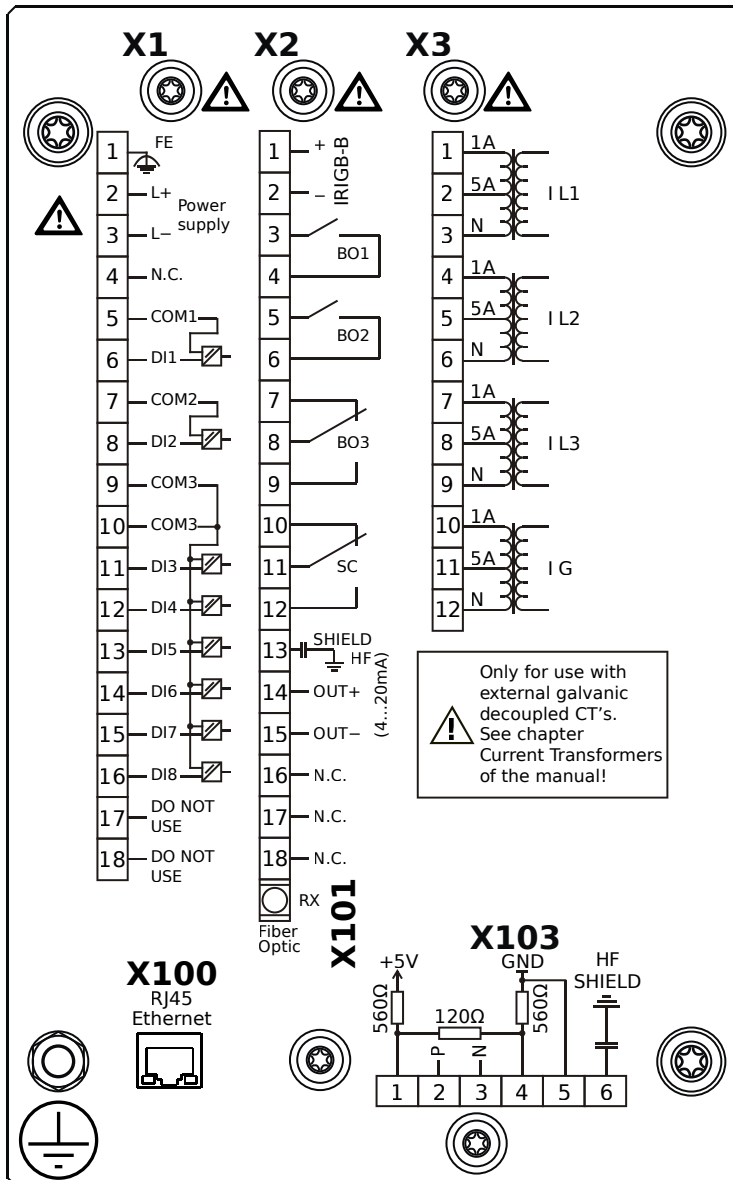 X1
X2
X3
1
FE
2
L+
Power
supply
3
L−
4
N.C.
5
COM1
6
DI1
7
COM2
8
DI2
9
COM3
10
COM3
11
DI3
12
DI4
13
DI5
14
DI6
15
DI7
16
DI8
17
DO NOT
USE
18
DO NOT
USE
1
+
IRIGB-B
2
−
3
BO1
4
5
BO2
6
7
8
BO3
9
10
11
SC
12
13
SHIELD
HF
(4...20mA)
14
OUT+
15
OUT−
16
N.C.
17
N.C.
18
N.C.
RX
Fiber
Optic
X101
1
1A
2
5A
I L1
3
N
4
1A
5
5A
I L2
6
N
7
1A
8
5A
I L3
9
N
10
1A
11
5A
I G
12
N
!
!
!
!
!
Only for use with
external galvanic
decoupled CT's.
See chapter
Current Transformers
of the manual!
X100
RJ45
Ethernet
X103
+5V
GND
HF
SHIELD
560Ω
120Ω
560Ω
P
N
1
2
3
4
5
6